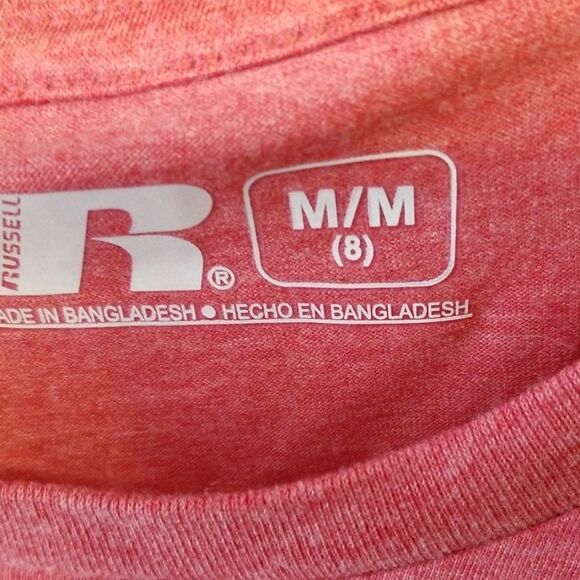 RUSSELL
R®
M/M
(8)
ADE IN BANGLADESH ● HECHO EN BANGLADESH